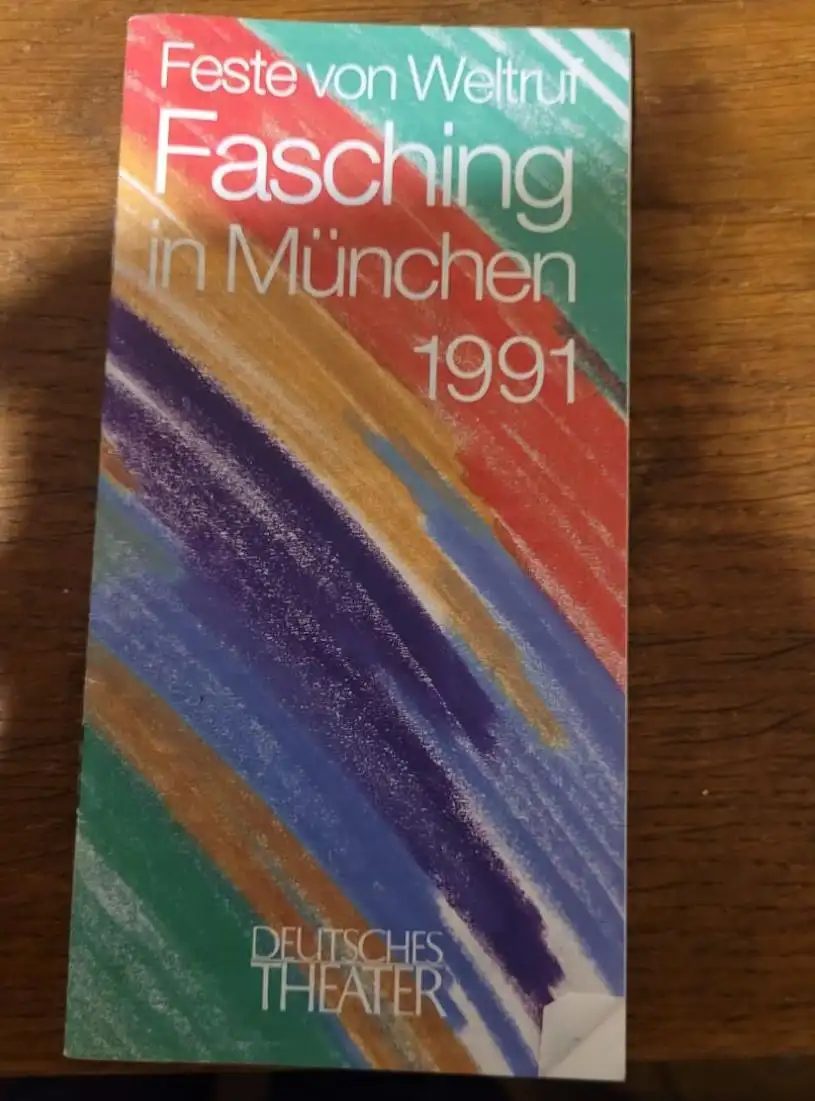 Feste von Weltruf
Fasching
in München
1991
DEUTSCHES
THEATER